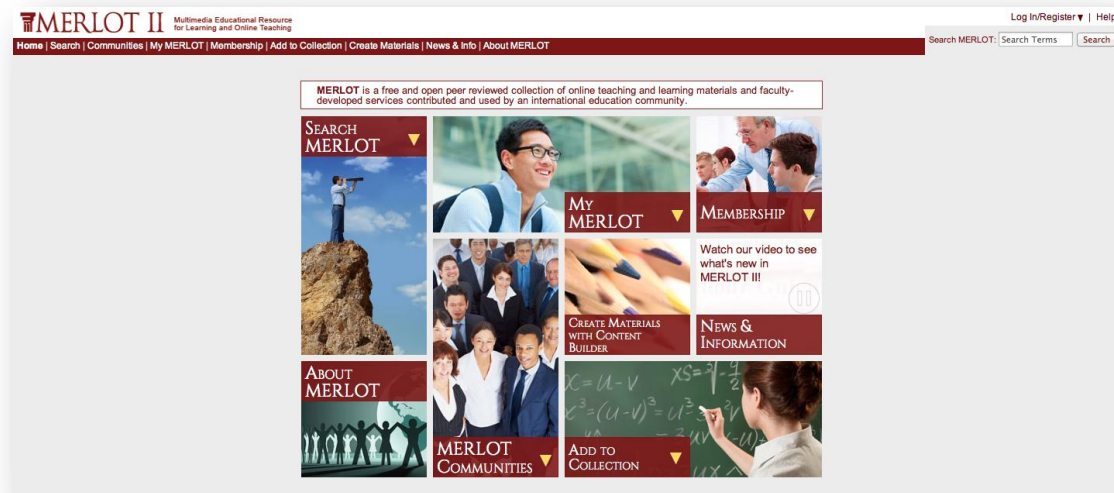 MERLOT II
Multimedia Educational Resource
for Learning and Online Teaching
Log In/Register ▾ | Help
Home | Search | Communities | My MERLOT | Membership | Add to Collection | Create Materials | News & Info | About MERLOT
Search MERLOT: Search Terms Search
MERLOT is a free and open peer reviewed collection of online teaching and learning materials and faculty-
developed services contributed and used by an international education community.
SEARCH
MERLOT
MY
MERLOT
MEMBERSHIP
Watch our video to see
what's new in
MERLOT II!
CREATE MATERIALS
WITH CONTENT
BUILDER
NEWS &
INFORMATION
ABOUT
MERLOT
MERLOT
COMMUNITIES
ADD TO
COLLECTION